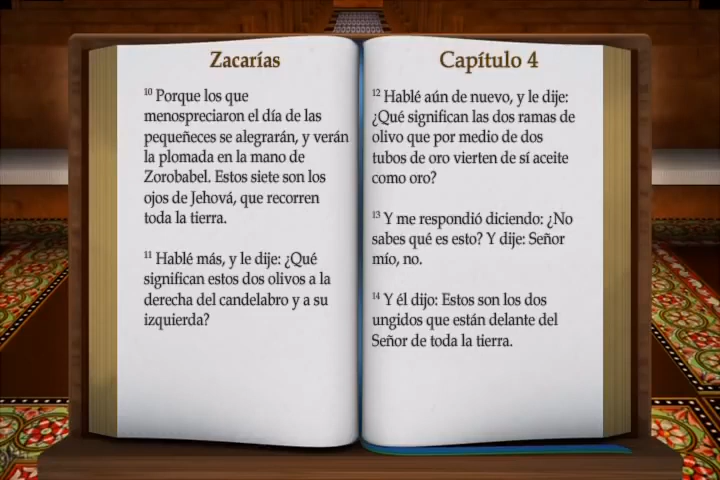 Zacarías
10 Porque los que
menospreciaron el día de las
pequeñeces se alegrarán, y verán
la plomada en la mano de
Zorobabel. Estos siete son los
ojos de Jehová, que recorren
toda la tierra.
11 Hablé más, y le dije: ¿Qué
significan estos dos olivos a la
derecha del candelabro y a su
izquierda?
Capítulo 4
12 Hablé aún de nuevo, y le dije:
¿Qué significan las dos ramas de
olivo que por medio de dos
tubos de oro vierten de sí aceite
como oro?
13 Y me respondió diciendo: ¿No
sabes qué es esto? Y dije: Señor
mío, no.
14 Y él dijo: Estos son los dos
ungidos que están delante del
Señor de toda la tierra.